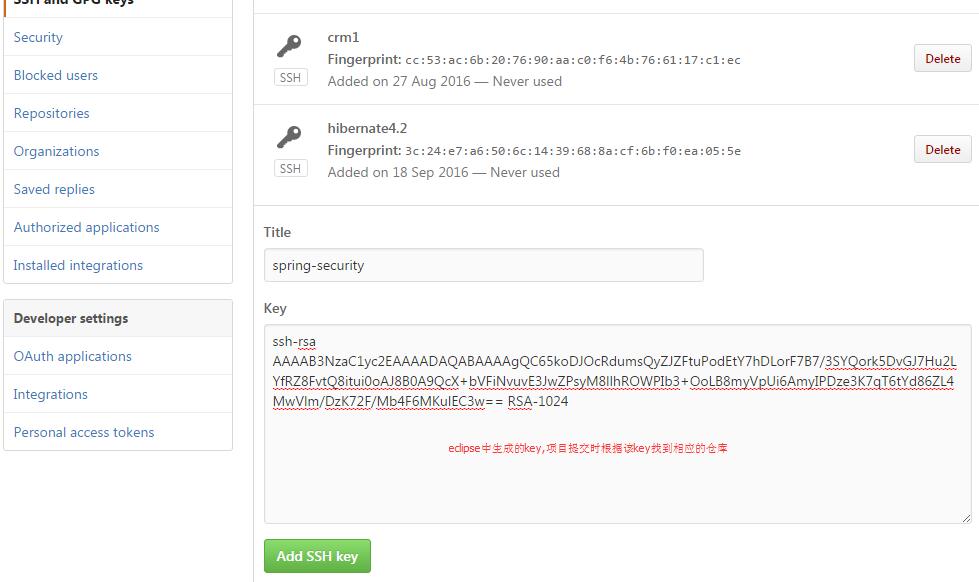 SSH and GPG keys
Security
Blocked users
Repositories
Organizations
Saved replies
Authorized applications
Installed integrations
Developer settings
OAuth applications
Integrations
Personal access tokens
crm1
Fingerprint: cc:53:ac:6b:20:76:90:aa:c0:f6:4b:76:61:17:c1:ec
SSH
Added on 27 Aug 2016 — Never used
Delete
hibernate4.2
Fingerprint: 3c:24:e7:a6:50:6c:14:39:68:8a:cf:6b:f0:ea:05:5e
SSH
Added on 18 Sep 2016 — Never used
Delete
Title
spring-security
Key
ssh-rsa
AAAAB3NzaC1yc2EAAAADAQABAAAAgQC65koDJOcRdumsQyZJZFtuPodEtY7hDLorF7B7/3SYQork5DvGJ7Hu2L
YfRZ8FvtQ8itui0oAJ8B0A9QcX+bVFiNvuvE3JwZPsyM8lIhROWPIb3+OoLB8myVpUi6AmyIPDze3K7qT6tYd86ZL4
MwVIm/DzK72F/Mb4F6MKuIEC3w== RSA-1024
eclipse中生成的key,项目提交时根据该key找到相应的仓库
Add SSH key